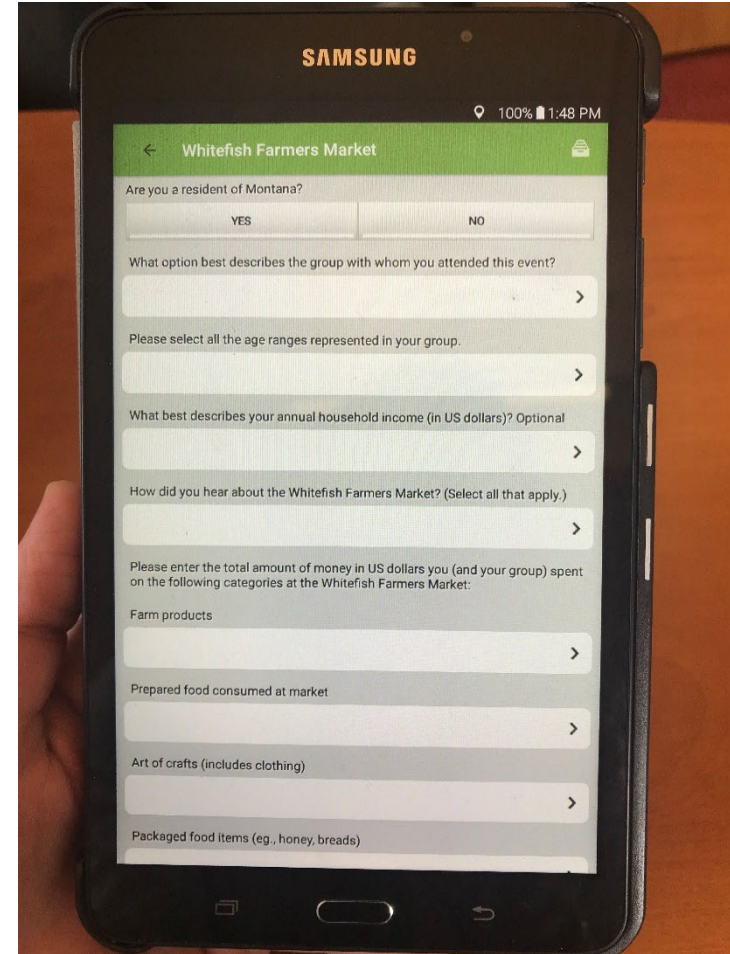 SAMSUNG
100% 1:48 PM
Whitefish Farmers Market
Are you a resident of Montana?
YES NO
What option best describes the group with whom you attended this event?
Please select all the age ranges represented in your group.
What best describes your annual household income (in US dollars)? Optional
How did you hear about the Whitefish Farmers Market? (Select all that apply.)
Please enter the total amount of money in US dollars you (and your group) spent
on the following categories at the Whitefish Farmers Market:
Farm products
Prepared food consumed at market
Art of crafts (includes clothing)
Packaged food items (eg., honey, breads)